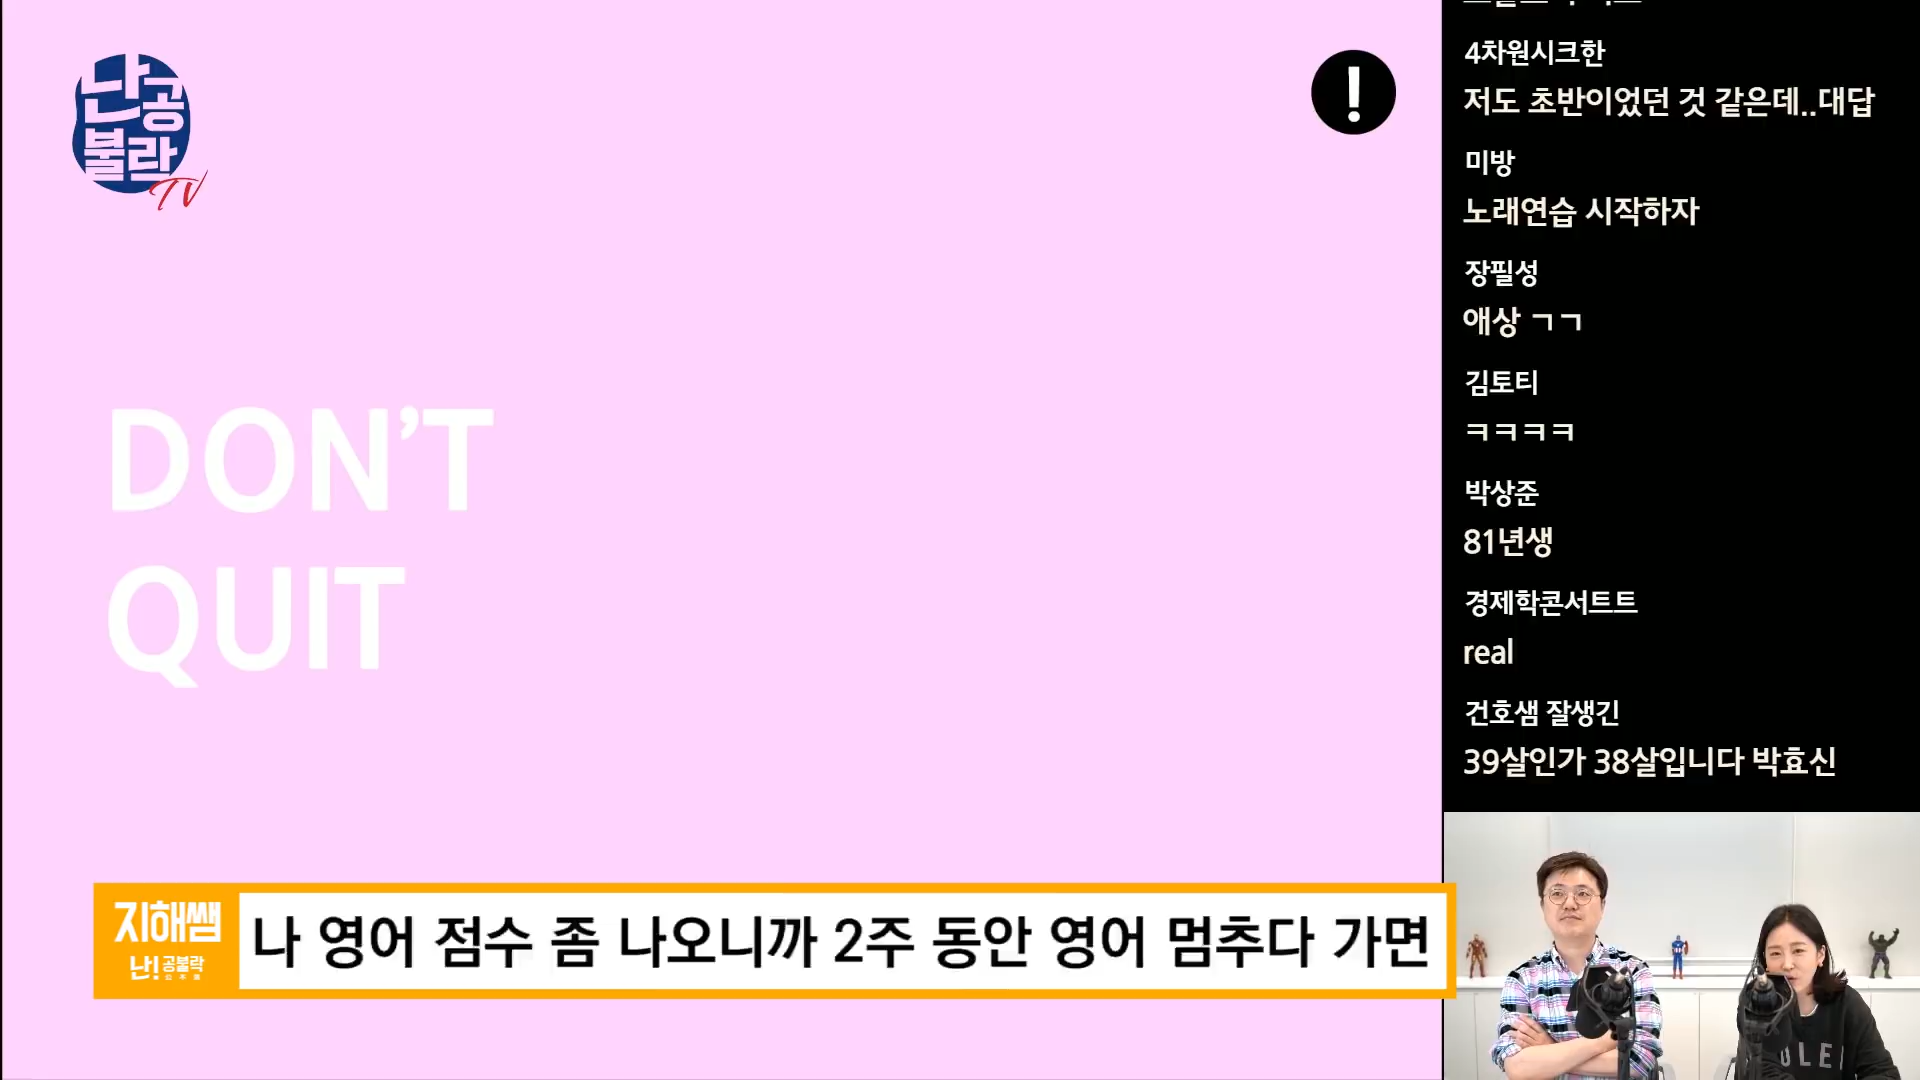 난공
불락
TV
!
DON'T
QUIT
지해쌤
난! 공불락
나 영어 점수 좀 나오니까 2주 동안 영어 멈추다 가면
4차원시크한
저도 초반이었던 것 같은데..대답
미방
노래연습 시작하자
장필성
애상 ㄱㄱ
김토티
ㅋㅋㅋㅋ
박상준
81년생
경제학콘서트트
real
건호샘 잘생긴
39살인가 38살입니다 박효신